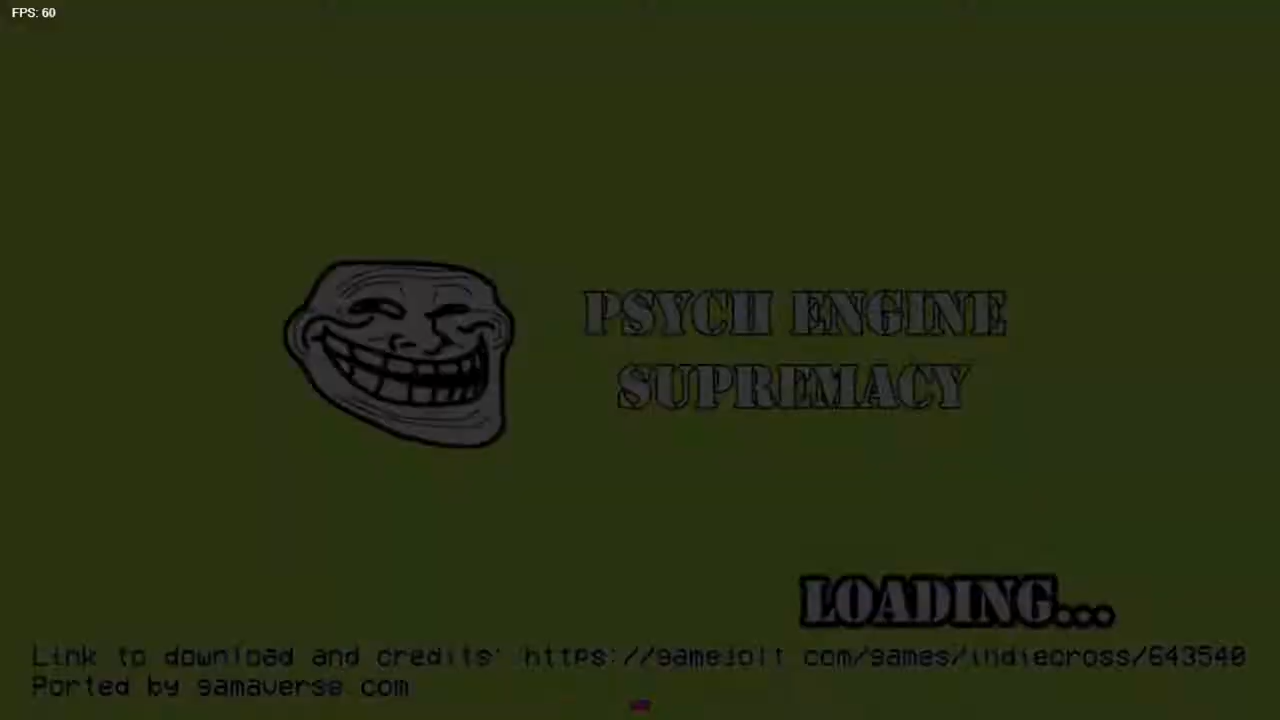 FPS: 60
PSYCH ENGINE
SUPREMACY
LOADING...
Link to download and credits: https://gamejolt.com/games/indiecross/643540
Ported by gamaverse.com